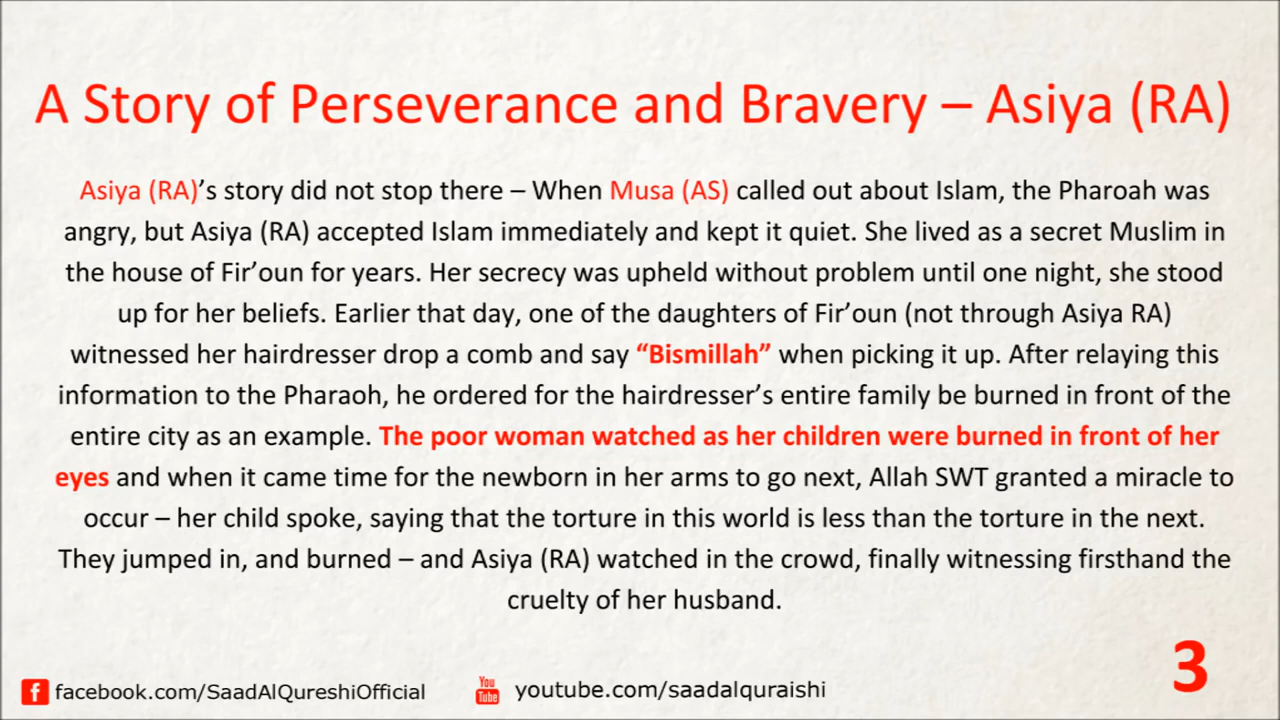 A Story of Perseverance and Bravery – Asiya (RA)
Asiya (RA)’s story did not stop there – When Musa (AS) called out about Islam, the Pharoah was
angry, but Asiya (RA) accepted Islam immediately and kept it quiet. She lived as a secret Muslim in
the house of Fir’oun for years. Her secrecy was upheld without problem until one night, she stood
up for her beliefs. Earlier that day, one of the daughters of Fir’oun (not through Asiya RA)
witnessed her hairdresser drop a comb and say “Bismillah” when picking it up. After relaying this
information to the Pharaoh, he ordered for the hairdresser’s entire family be burned in front of the
entire city as an example. The poor woman watched as her children were burned in front of her
eyes and when it came time for the newborn in her arms to go next, Allah SWT granted a miracle to
occur – her child spoke, saying that the torture in this world is less than the torture in the next.
They jumped in, and burned – and Asiya (RA) watched in the crowd, finally witnessing firsthand the
cruelty of her husband.
3
f facebook.com/SaadAlQureshiOfficial
You Tube youtube.com/saadalquraishi